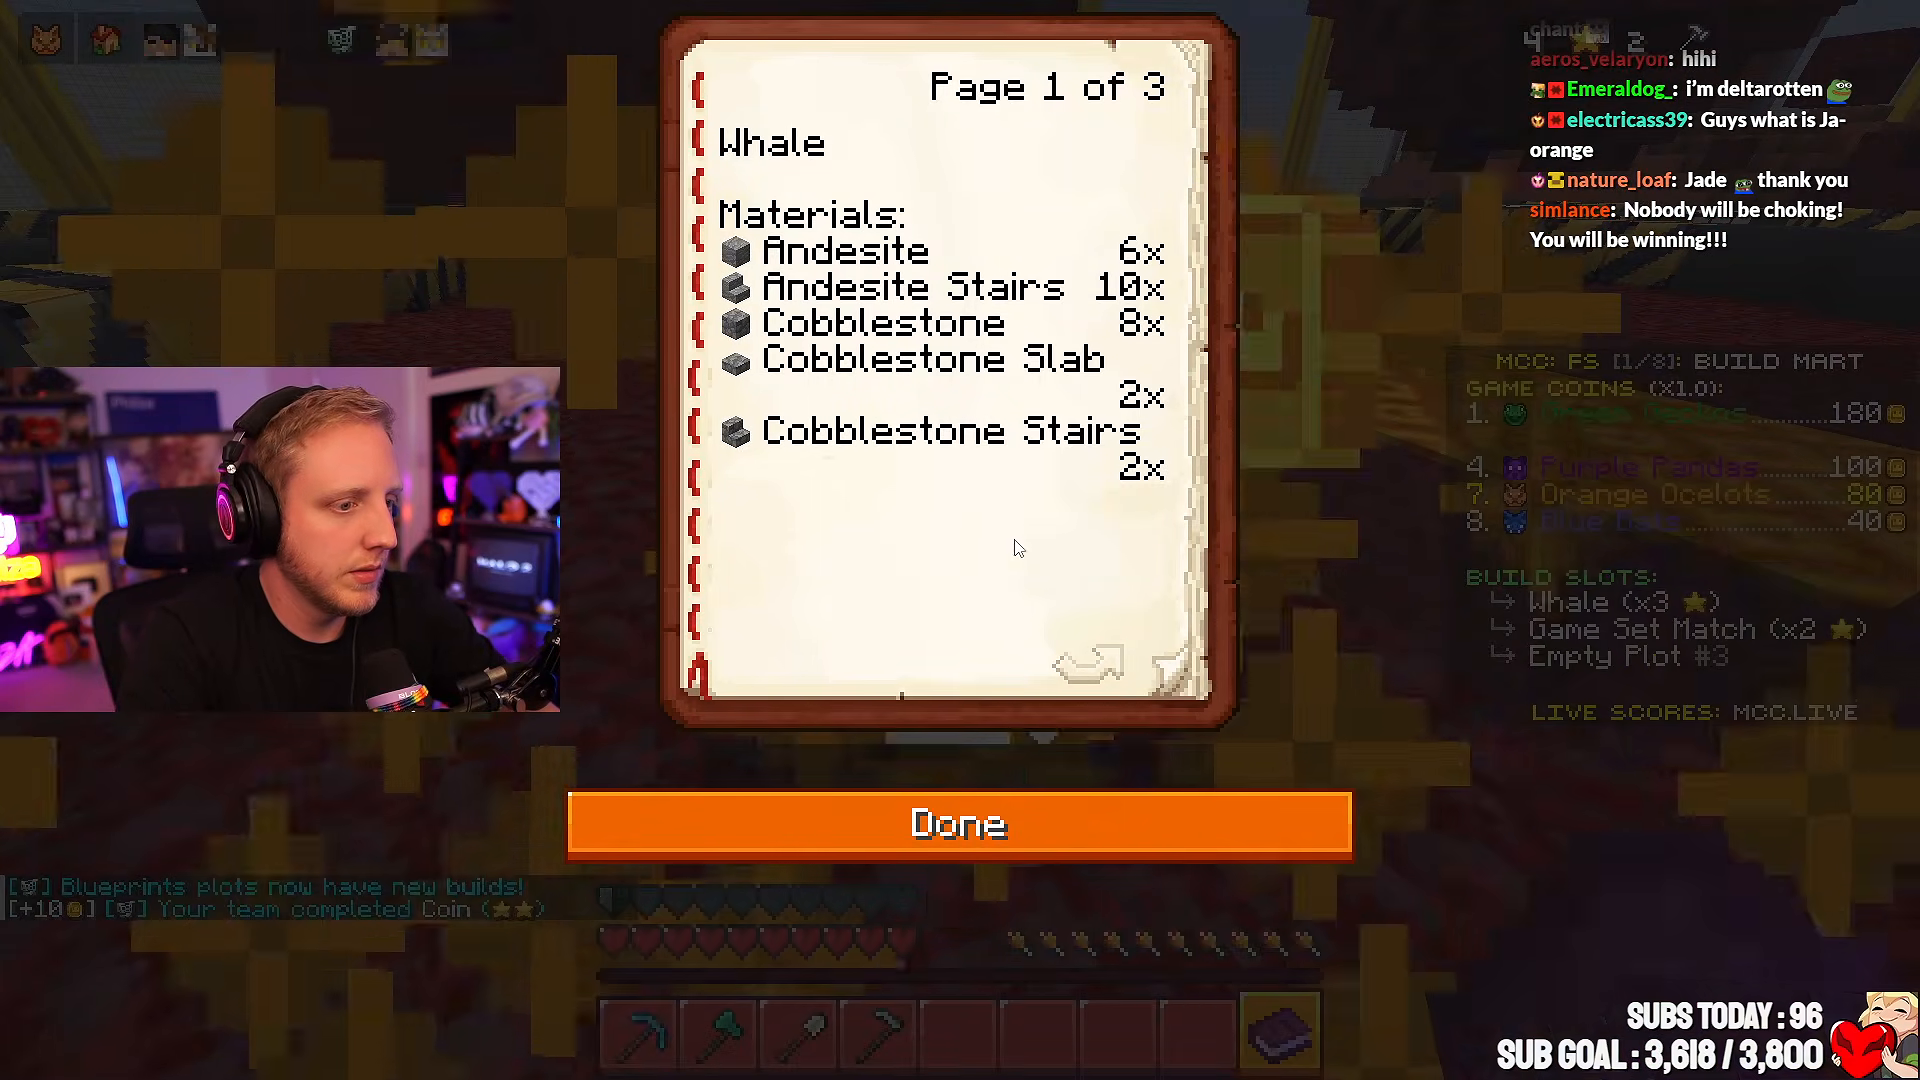 Page 1 of 3
Whale
Materials:
Andesite 6x
Andesite Stairs 10x
Cobblestone 8x
Cobblestone Slab
2x
Cobblestone Stairs
2x
Done
4 2
aeros_velaryon: hihi
Emeraldog_: i'm deltarotten
electricass39: Guys what is Ja-
orange
nature_loaf: Jade thank you
simlance: Nobody will be choking!
You will be winning!!!
MCC: FS [1/8]: BUILD MART
GAME COINS (X1.0):
1. Green Geckos 180
4. Purple Pandas 100
7. Orange Ocelots 80
8. Blue Bats 40
BUILD SLOTS:
Whale (x3 ★)
Game Set Match (x2 ★)
Empty Plot #3
LIVE SCORES: MCC.LIVE
[] Blueprints plots now have new builds!
[+10] [] Your team completed Coin (★★)
SUBS TODAY : 96
SUB GOAL : 3,618 / 3,800